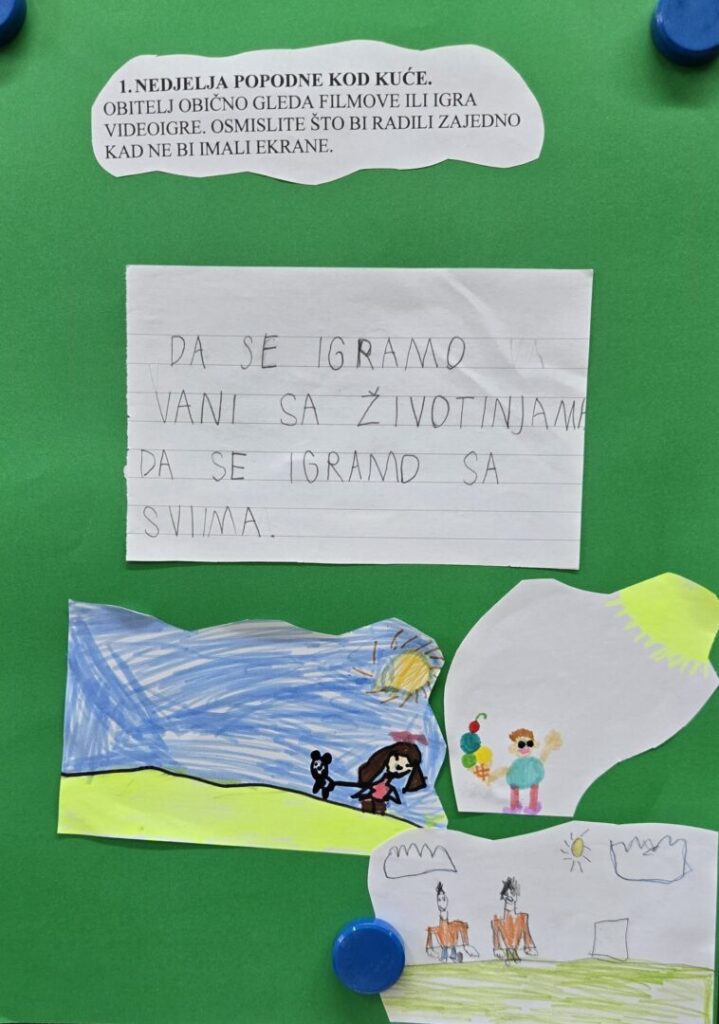 1. NEDJELJA POPODNE KOD KUĆE.
OBITELJ OBIČNO GLEDA FILMOVE ILI IGRA
VIDEOIGRE. OSMISLITE ŠTO BI RADILI ZAJEDNO
KAD NE BI IMALI EKRANE.
DA SE IGRAMO
VANI SA ŽIVOTINJAMA
DA SE IGRAMO SA
SVIMA.